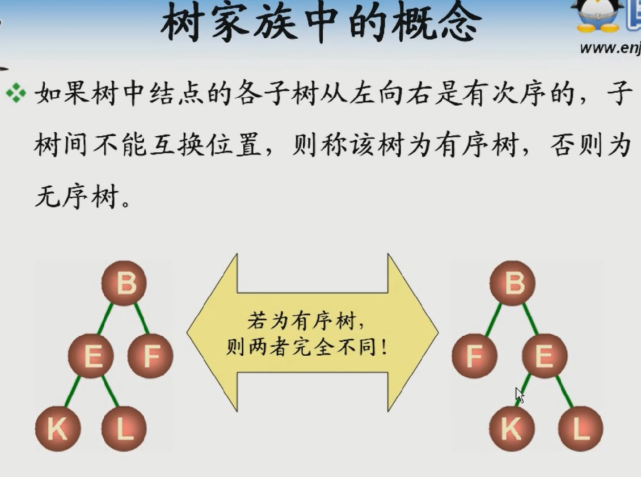 树家族中的概念
www.enj
如果树中结点的各子树从左向右是有次序的，子
树间不能互换位置，则称该树为有序树，否则为
无序树。
B
E F
K L
若为有序树，
则两者完全不同！
B
F E
K L